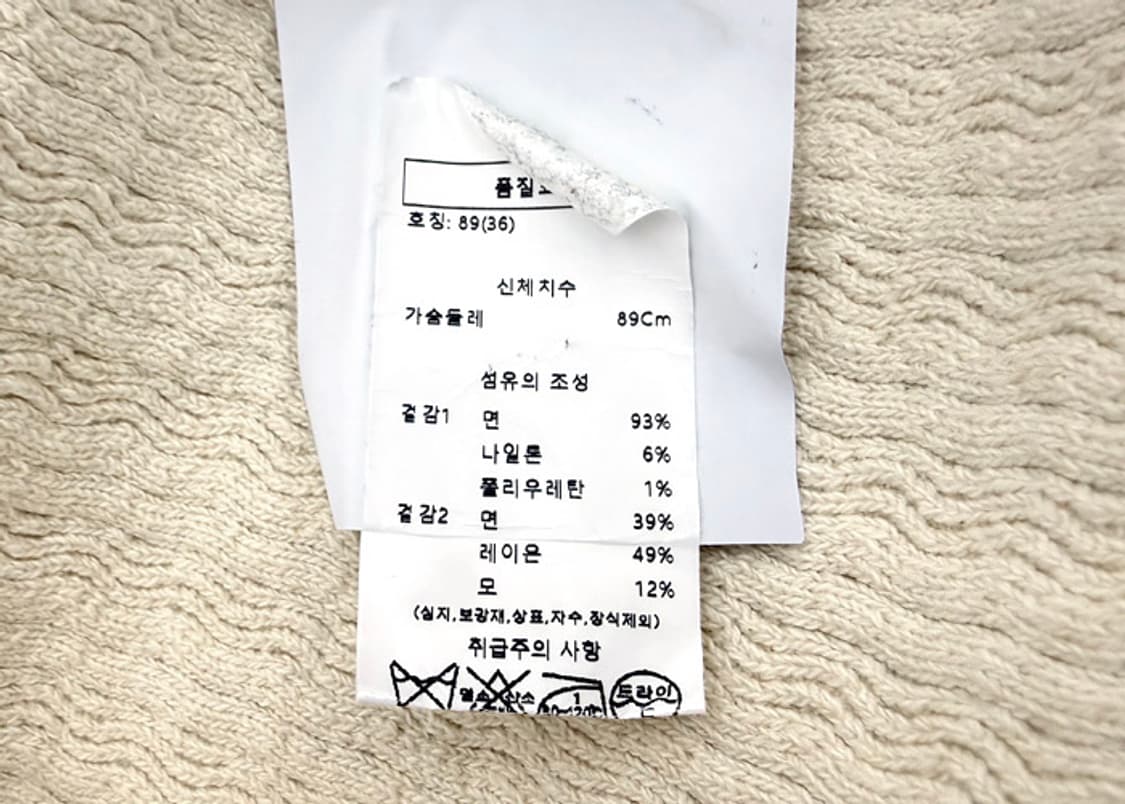 품질
호칭: 89(36)
신체치수
가슴둘레 89Cm
섬유의 조성
겉감1 면 93%
나일론 6%
폴리우레탄 1%
겉감2 면 39%
레이온 49%
모 12%
(심지,보강재,상표,자수,장식제외)
취급주의 사항
드라이